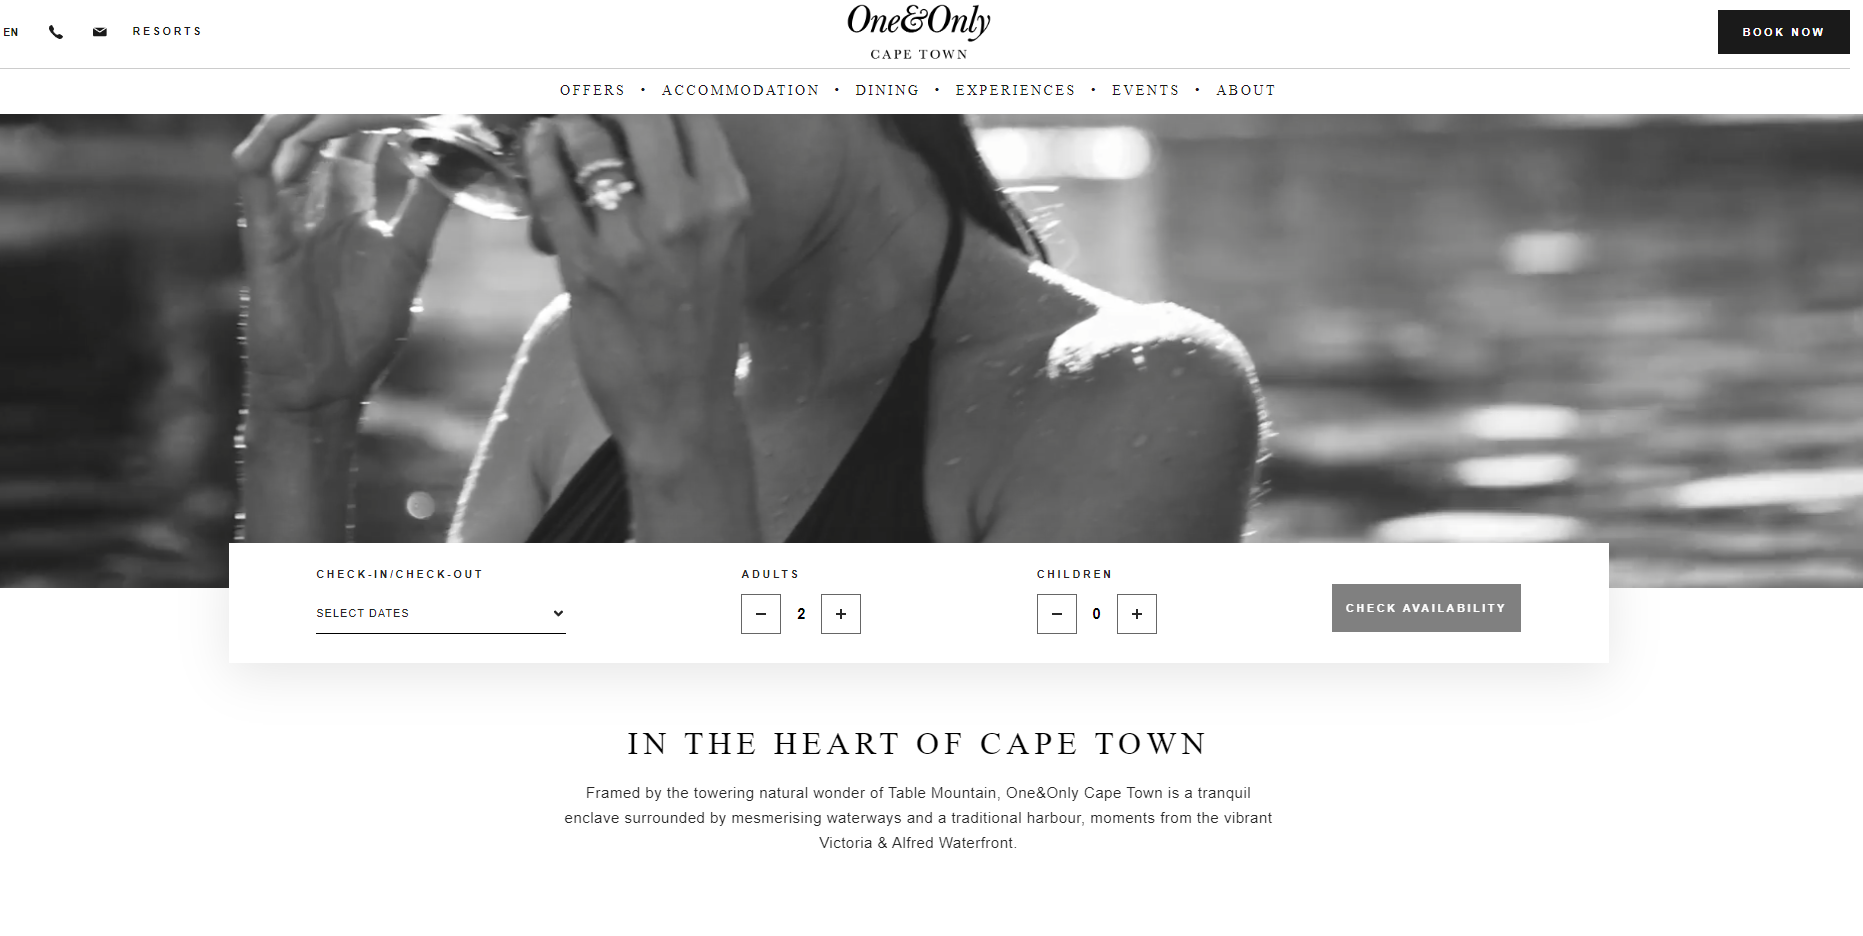 EN
RESORTS
One&Only
CAPE TOWN
BOOK NOW
OFFERS • ACCOMMODATION • DINING • EXPERIENCES • EVENTS • ABOUT
CHECK-IN/CHECK-OUT
SELECT DATES
ADULTS
− 2 +
CHILDREN
− 0 +
CHECK AVAILABILITY
IN THE HEART OF CAPE TOWN
Framed by the towering natural wonder of Table Mountain, One&Only Cape Town is a tranquil
enclave surrounded by mesmerising waterways and a traditional harbour, moments from the vibrant
Victoria & Alfred Waterfront.